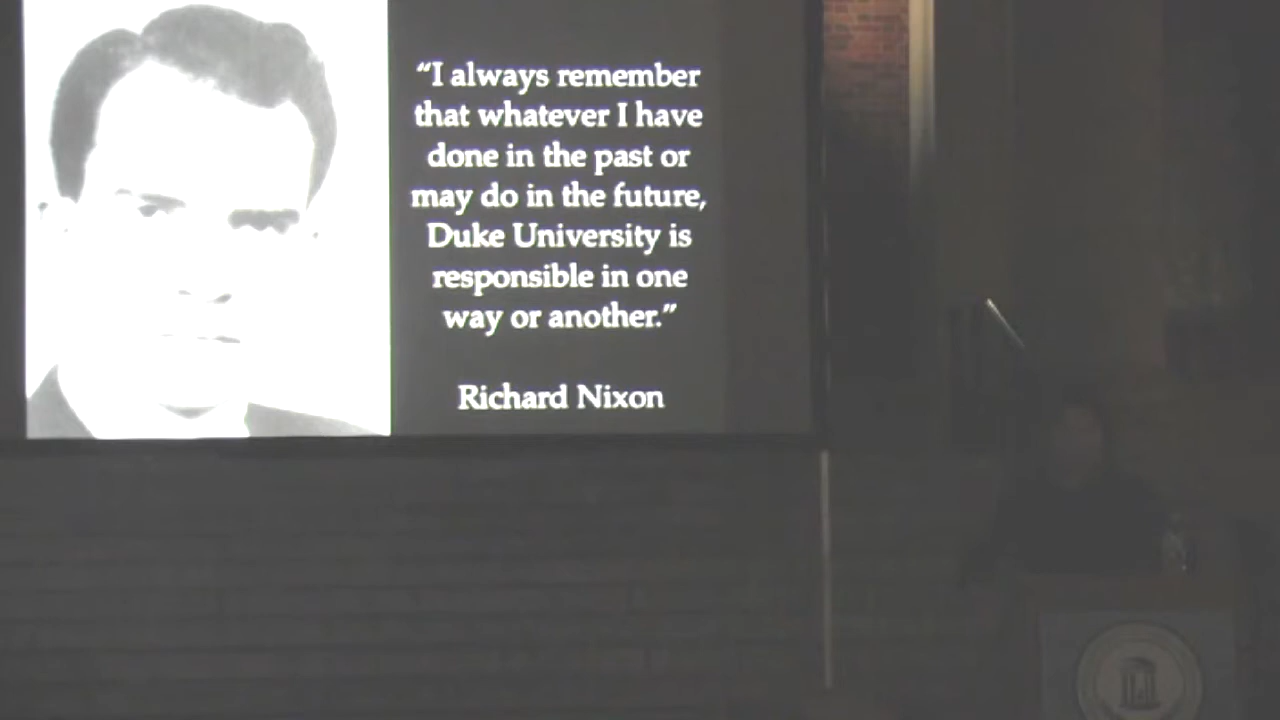 “I always remember
that whatever I have
done in the past or
may do in the future,
Duke University is
responsible in one
way or another.”
Richard Nixon